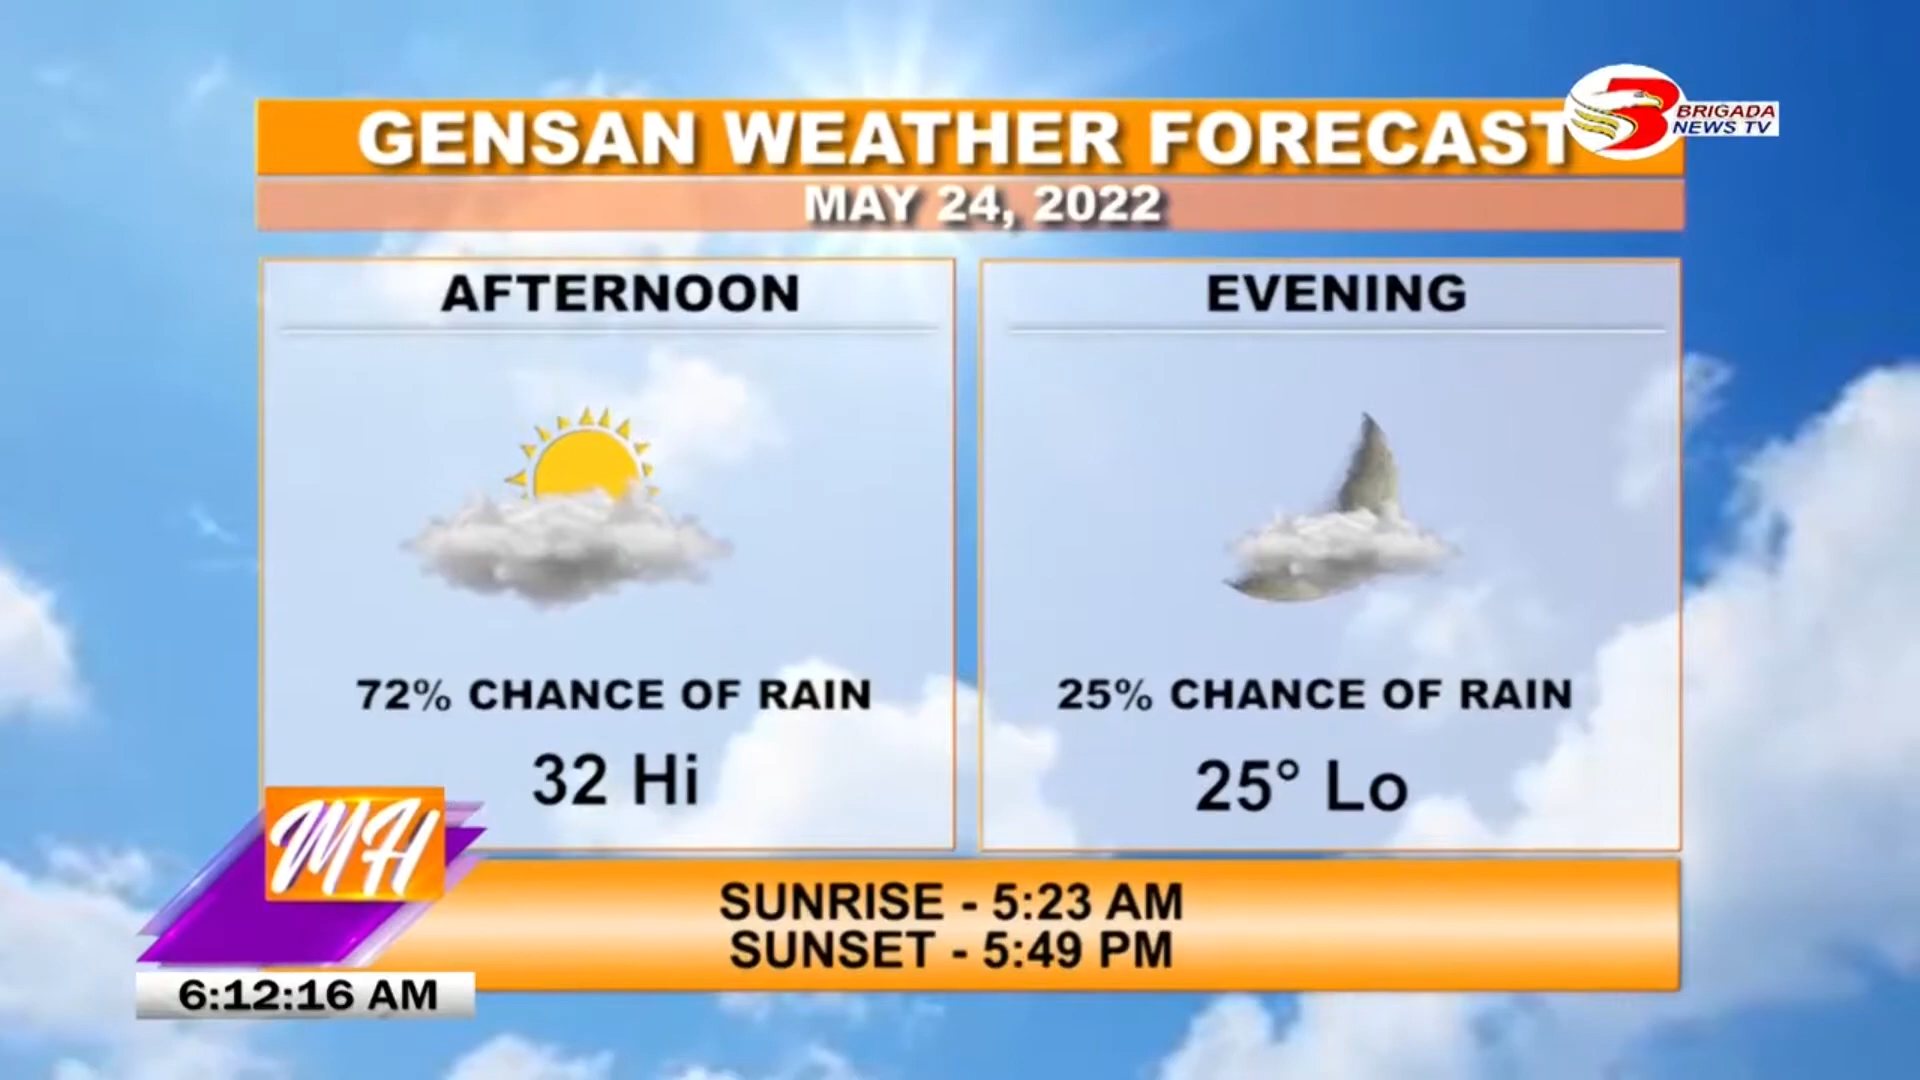 GENSAN WEATHER FORECAST
BRIGADA
NEWS TV
MAY 24, 2022
AFTERNOON
72% CHANCE OF RAIN
32 Hi
EVENING
25% CHANCE OF RAIN
25° Lo
MH
SUNRISE - 5:23 AM
SUNSET - 5:49 PM
6:12:16 AM